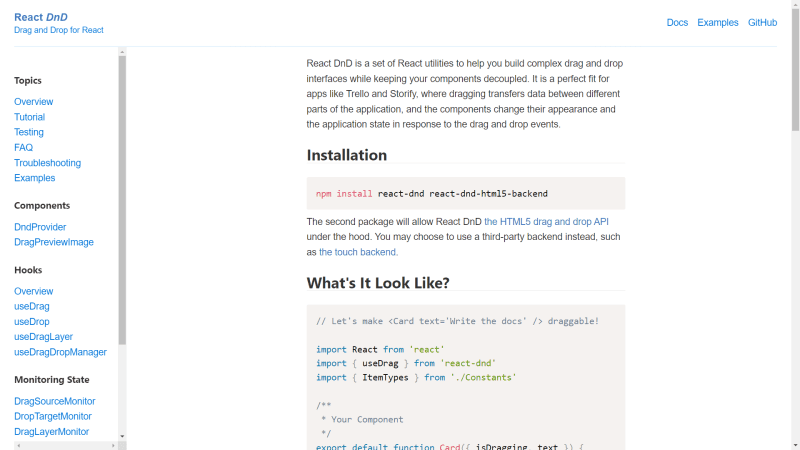 React DnD
Drag and Drop for React
Docs Examples GitHub
Topics
Overview
Tutorial
Testing
FAQ
Troubleshooting
Examples
Components
DndProvider
DragPreviewImage
Hooks
Overview
useDrag
useDrop
useDragLayer
useDragDropManager
Monitoring State
DragSourceMonitor
DropTargetMonitor
DragLayerMonitor
React DnD is a set of React utilities to help you build complex drag and drop
interfaces while keeping your components decoupled. It is a perfect fit for
apps like Trello and Storify, where dragging transfers data between different
parts of the application, and the components change their appearance and
the application state in response to the drag and drop events.
Installation
npm install react-dnd react-dnd-html5-backend
The second package will allow React DnD the HTML5 drag and drop API
under the hood. You may choose to use a third-party backend instead, such
as the touch backend.
What's It Look Like?
// Let's make <Card text='Write the docs' /> draggable!
import React from 'react'
import { useDrag } from 'react-dnd'
import { ItemTypes } from './Constants'
/**
* Your Component
*/
export default function Card({ isDragging, text }) {